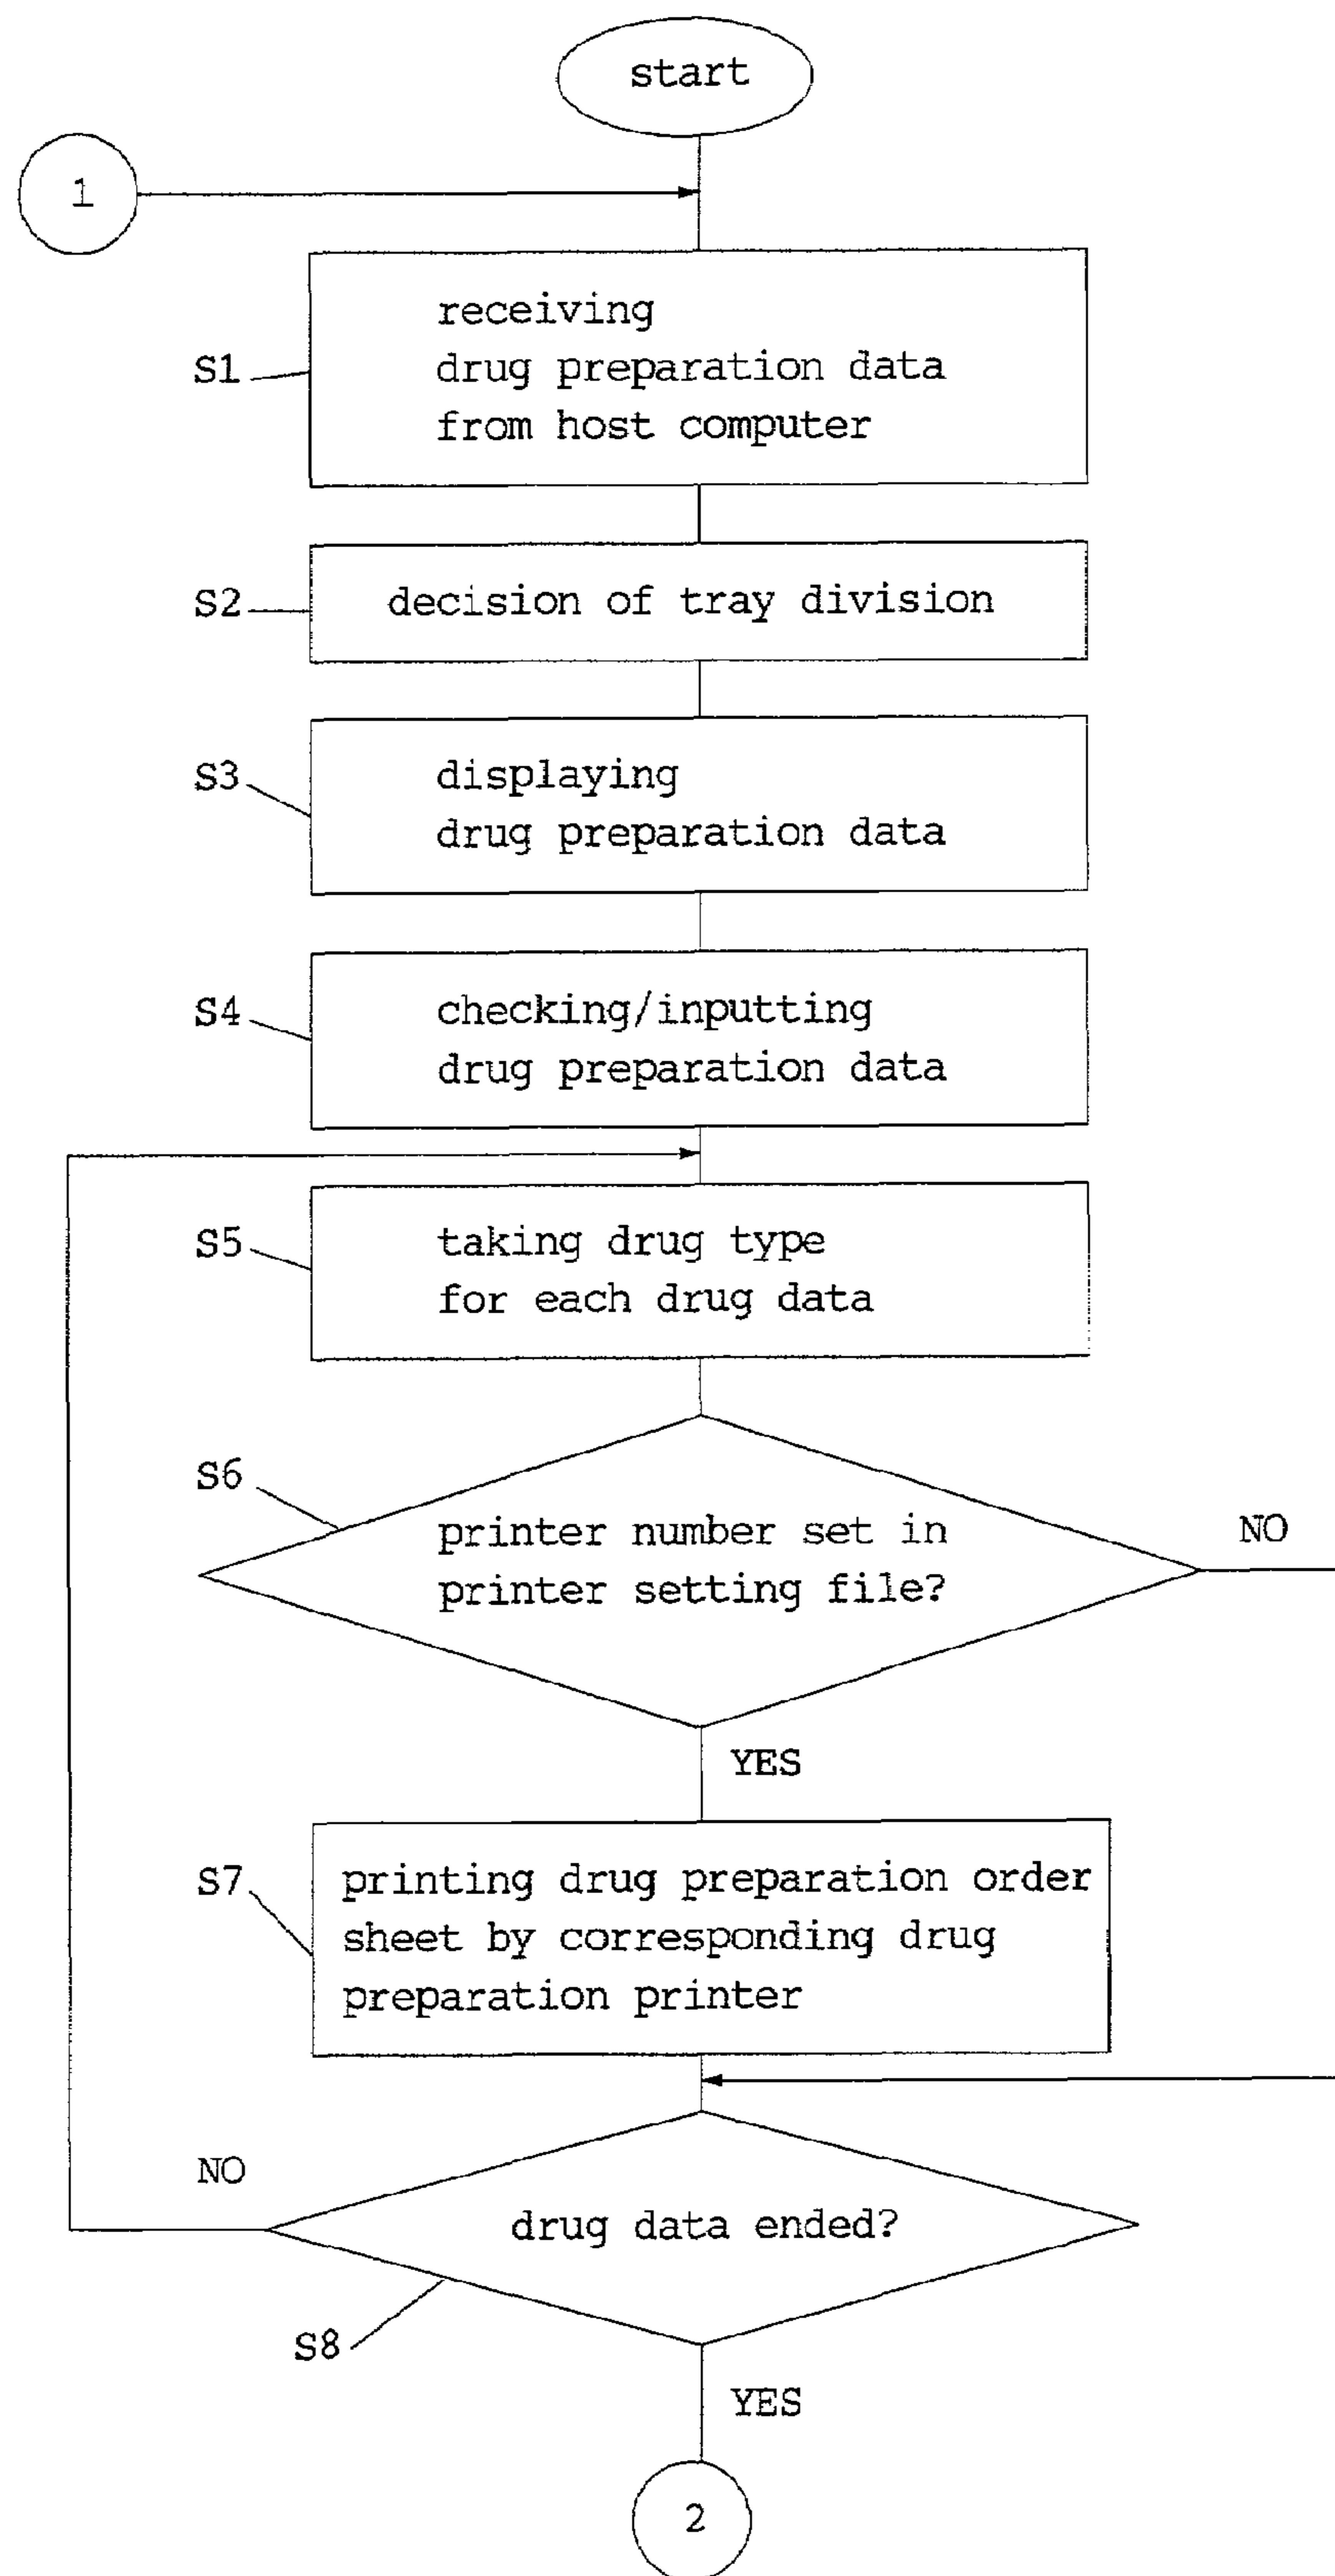 start
1
receiving
S1
drug preparation data
from host computer
S2
decision of tray division
S3
displaying
drug preparation data
S4
checking/inputting
drug preparation data
S5
taking drug type
for each drug data
S6
printer number set in
NO
printer setting file?
YES
S7
printing drug preparation order
sheet by corresponding drug
preparation printer
NO
drug data ended?
S8
YES
2